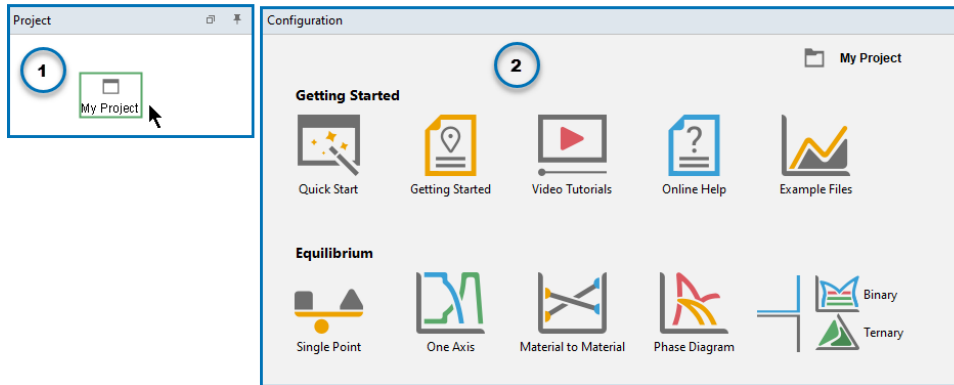 Project
1
My Project
Configuration
2
My Project
Getting Started
Quick Start
Getting Started
Video Tutorials
Online Help
Example Files
Equilibrium
Single Point
One Axis
Material to Material
Phase Diagram
Binary
Ternary